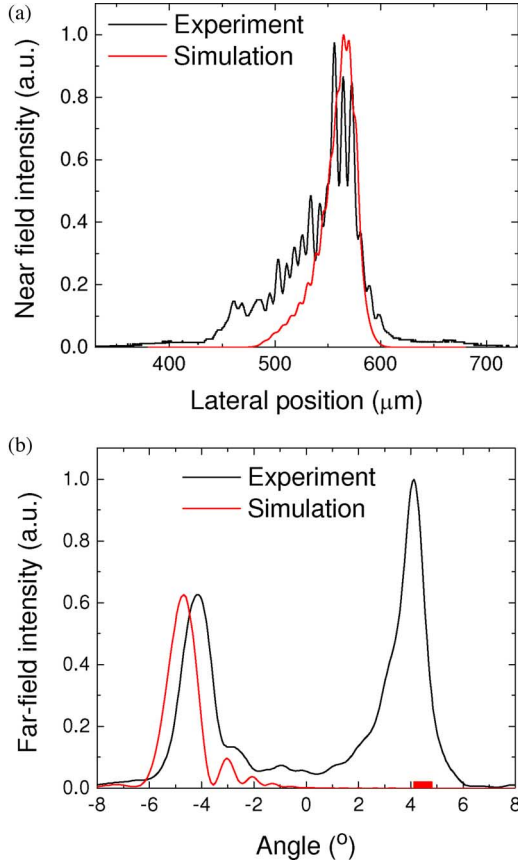 (a)
Experiment
Simulation
Near field intensity (a.u.)
1.0
0.8
0.6
0.4
0.2
0.0
400 500 600 700
Lateral position (μm)
(b)
Experiment
Simulation
Far-field intensity (a.u.)
1.0
0.8
0.6
0.4
0.2
0.0
-8 -6 -4 -2 0 2 4 6 8
Angle (º)